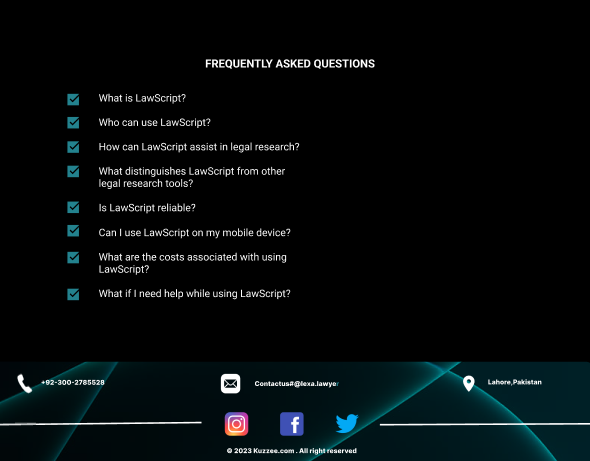 FREQUENTLY ASKED QUESTIONS
What is LawScript?
Who can use LawScript?
How can LawScript assist in legal research?
What distinguishes LawScript from other
legal research tools?
Is LawScript reliable?
Can I use LawScript on my mobile device?
What are the costs associated with using
LawScript?
What if I need help while using LawScript?
+92-300-2785528
Contactus#@lexa.lawyer
Lahore,Pakistan
© 2023 Kuzzee.com . All right reserved